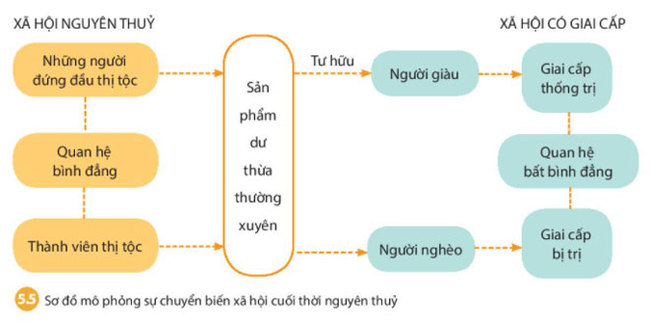 XÃ HỘI NGUYÊN THUỶ
XÃ HỘI CÓ GIAI CẤP
Những người
đứng đầu thị tộc
Quan hệ
bình đẳng
Thành viên thị tộc
Sản
phẩm
dư
thừa
thường
xuyên
Tư hữu
Người giàu
Người nghèo
Giai cấp
thống trị
Quan hệ
bất bình đẳng
Giai cấp
bị trị
5.5 Sơ đồ mô phỏng sự chuyển biến xã hội cuối thời nguyên thuỷ